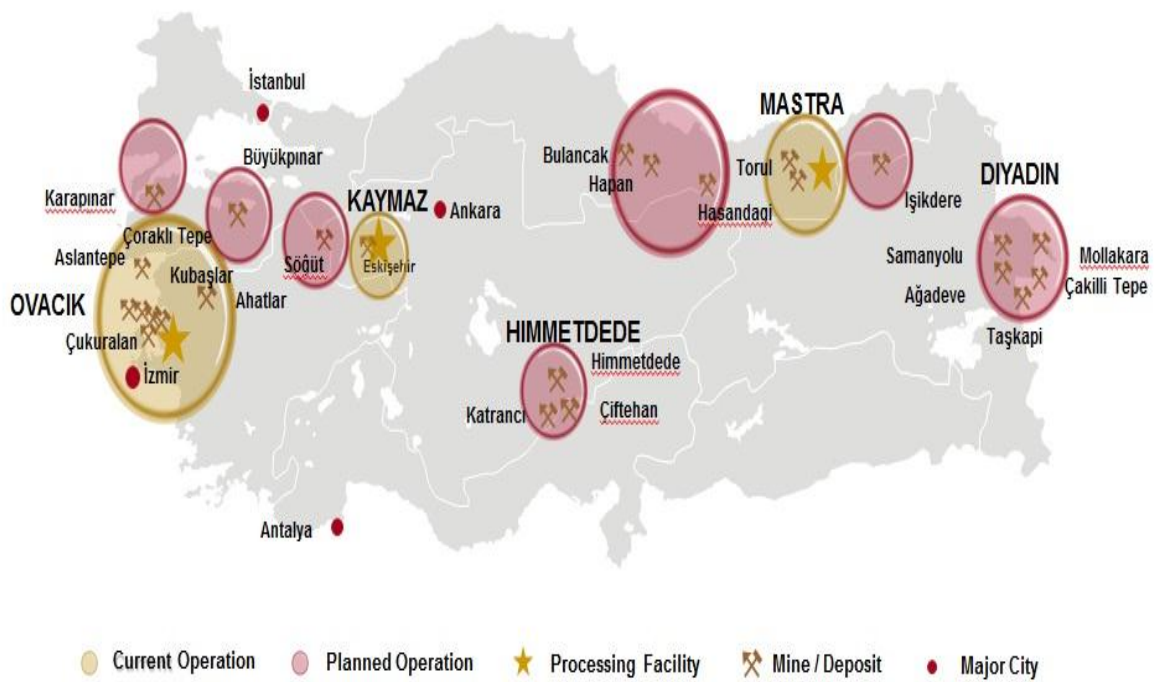 İstanbul
MASTRA
Büyükpınar
Bulancak
Hapan
Torul
DIYADIN
Karapınar
KAYMAZ
Ankara
Hasandagi
Işikdere
Çoraklı Tepe
Aslantepe
Kubaşlar
Söğüt
Eskişehir
Samanyolu
Mollakara
OVACIK
Ahatlar
Ağadeve
Çakilli Tepe
Çukuralan
HIMMETDEDE
Taşkapi
İzmir
Himmetdede
Katrancı
Çiftehan
Antalya
Current Operation
Planned Operation
Processing Facility
Mine / Deposit
Major City